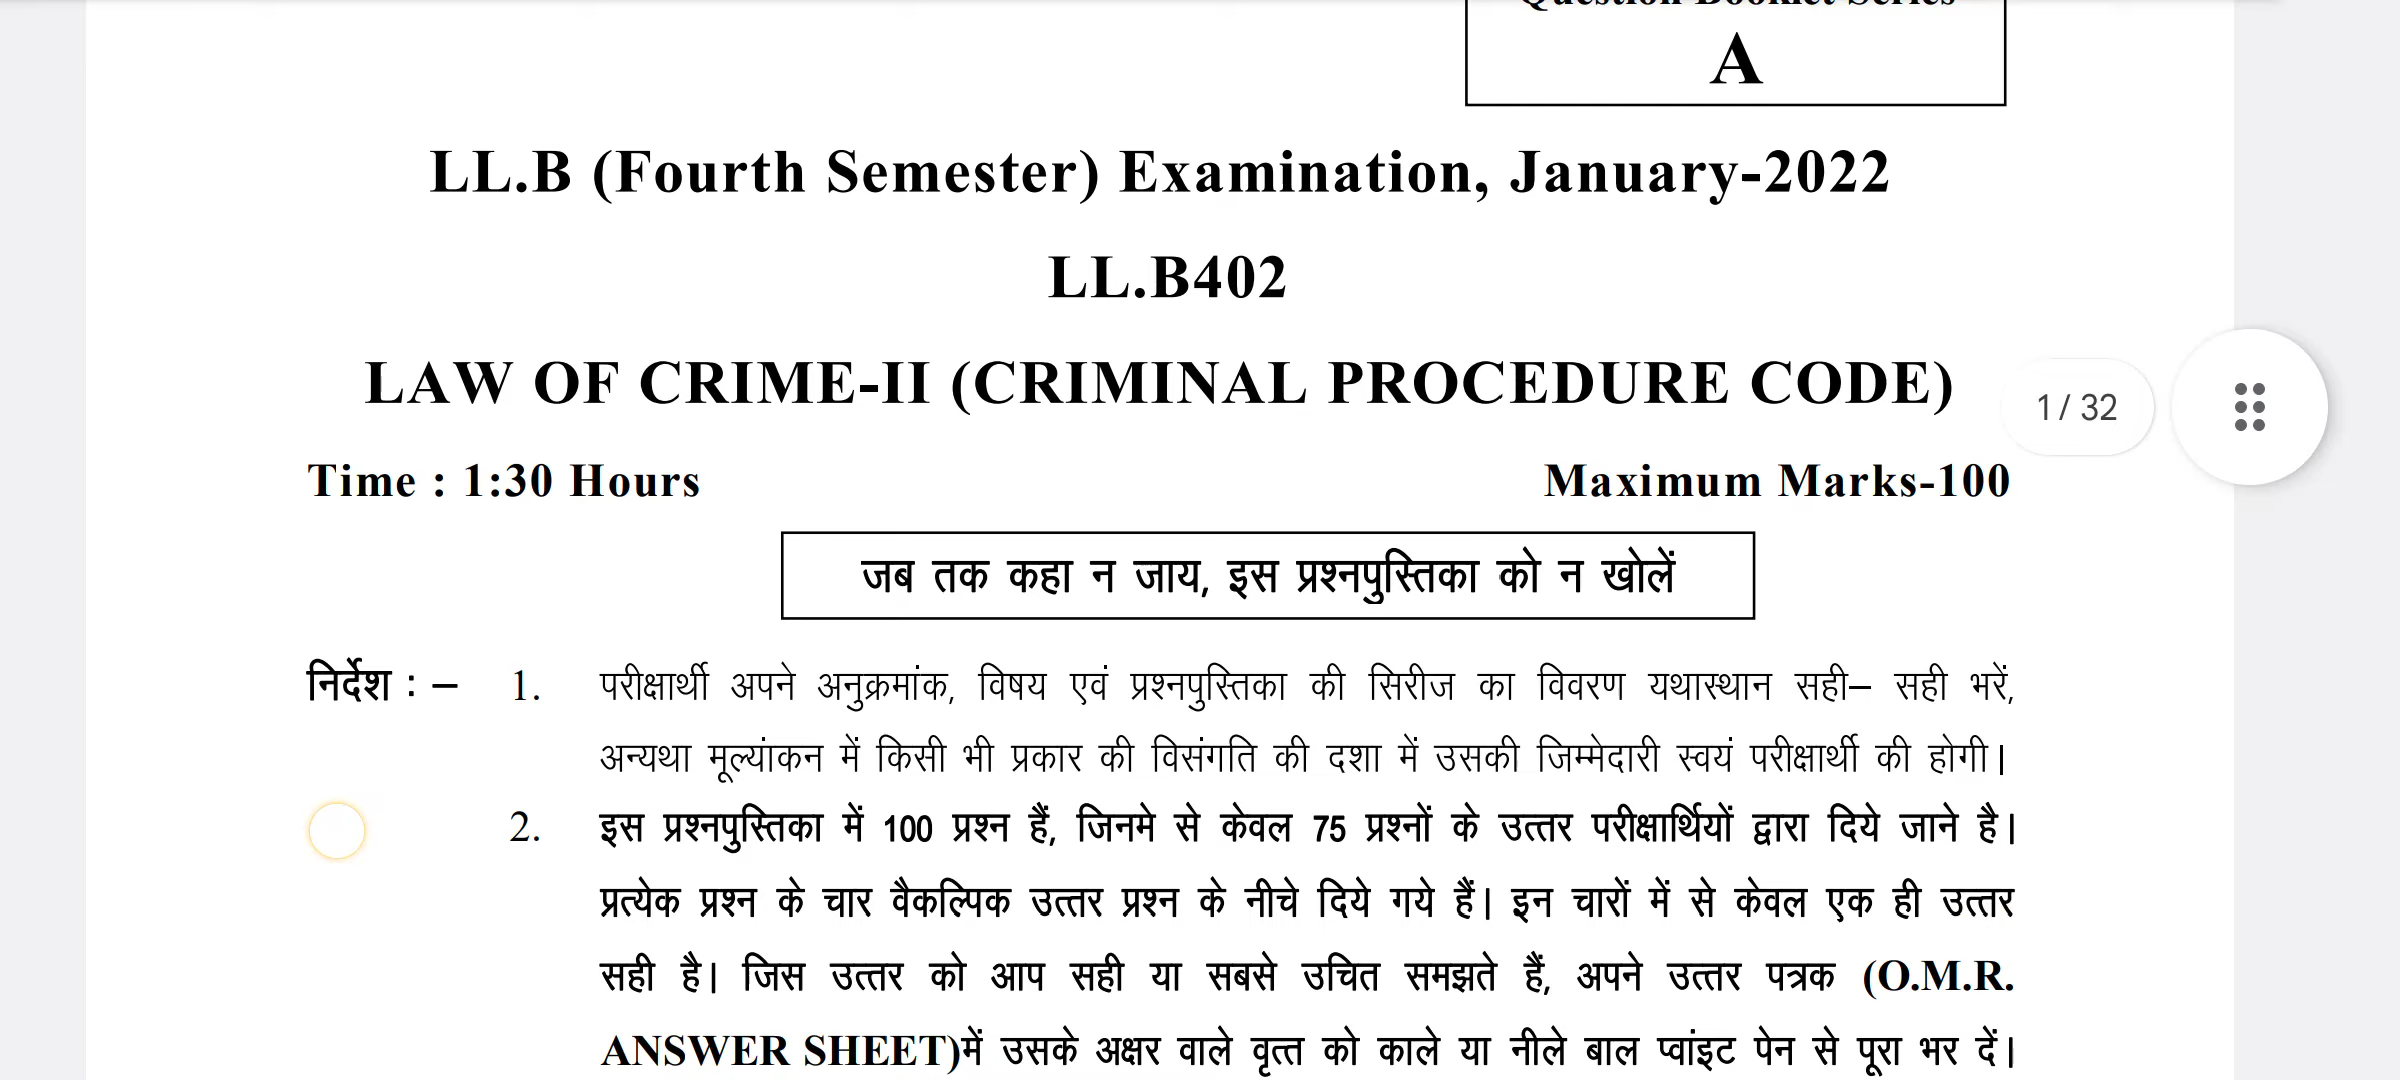 Question Booklet Series
A
LL.B (Fourth Semester) Examination, January-2022
LL.B402
LAW OF CRIME-II (CRIMINAL PROCEDURE CODE)
1 / 32
Time : 1:30 Hours Maximum Marks-100
जब तक कहा न जाय, इस प्रश्नपुस्तिका को न खोलें
निर्देश : – 1. परीक्षार्थी अपने अनुक्रमांक, विषय एवं प्रश्नपुस्तिका की सिरीज का विवरण यथास्थान सही– सही भरें,
अन्यथा मूल्यांकन में किसी भी प्रकार की विसंगति की दशा में उसकी जिम्मेदारी स्वयं परीक्षार्थी की होगी।
2. इस प्रश्नपुस्तिका में 100 प्रश्न हैं, जिनमे से केवल 75 प्रश्नों के उत्तर परीक्षार्थियों द्वारा दिये जाने है।
प्रत्येक प्रश्न के चार वैकल्पिक उत्तर प्रश्न के नीचे दिये गये हैं। इन चारों में से केवल एक ही उत्तर
सही है। जिस उत्तर को आप सही या सबसे उचित समझते हैं, अपने उत्तर पत्रक (O.M.R.
ANSWER SHEET)में उसके अक्षर वाले वृत्त को काले या नीले बाल प्वांइट पेन से पूरा भर दें।